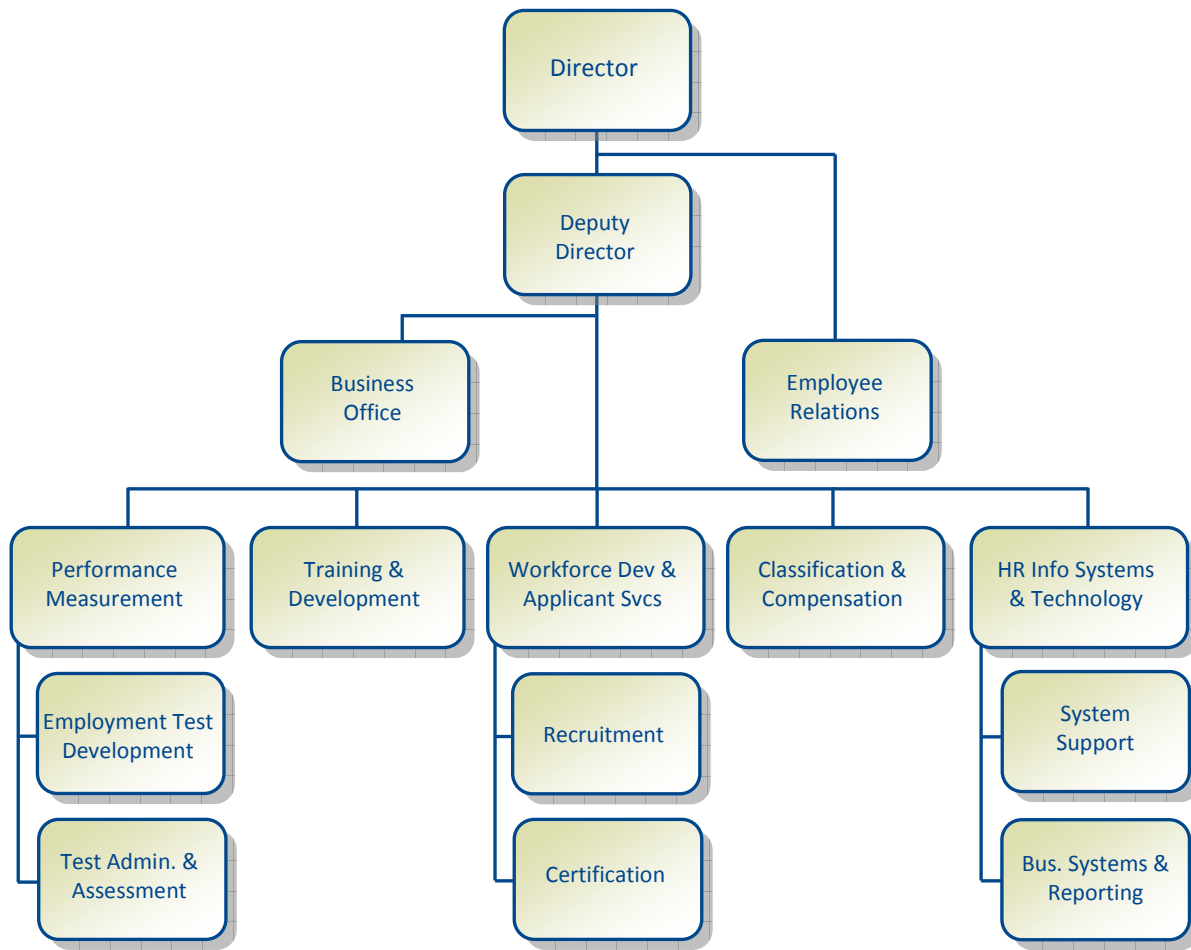 Director
Deputy
Director
Business
Office
Employee
Relations
Performance
Measurement
Training &
Development
Workforce Dev &
Applicant Svcs
Classification &
Compensation
HR Info Systems
& Technology
Employment Test
Development
Recruitment
System
Support
Test Admin. &
Assessment
Certification
Bus. Systems &
Reporting